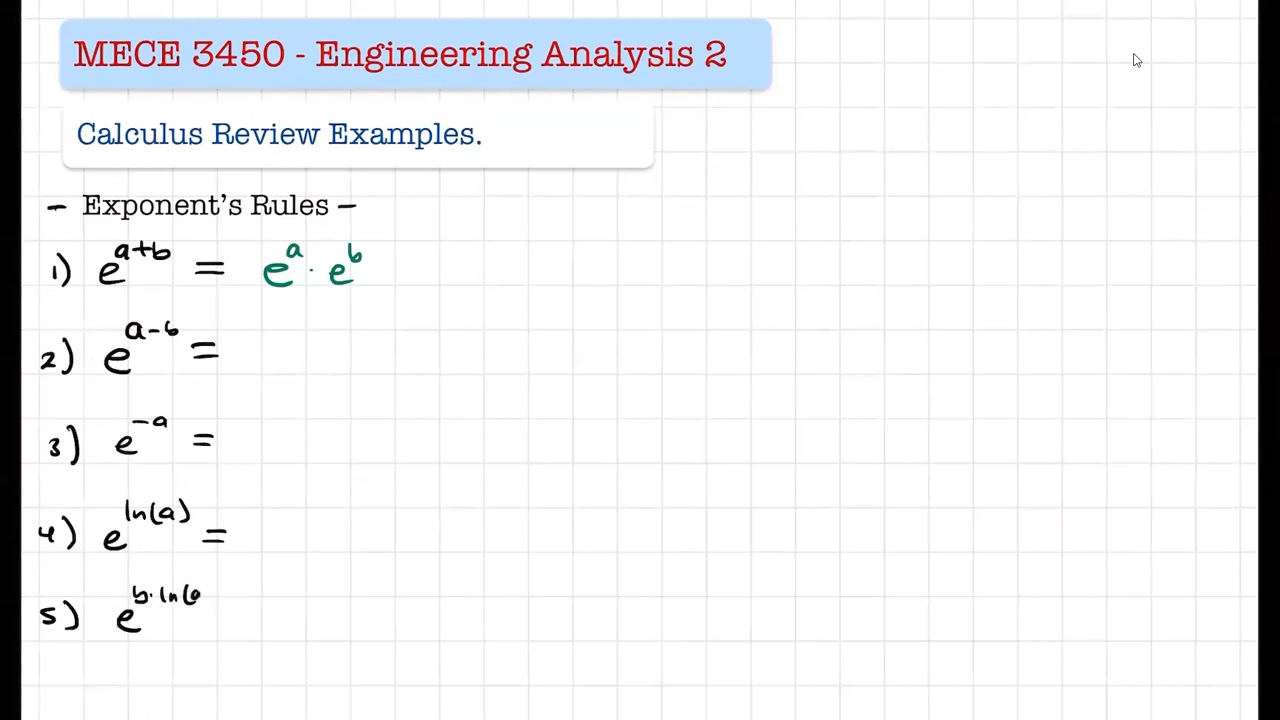 MECE 3450 - Engineering Analysis 2
Calculus Review Examples.
- Exponent's Rules -
1) e^{a+b} = e^a · e^b
2) e^{a-b} =
3) e^{-a} =
4) e^{ln(a)} =
5) e^{b·ln(